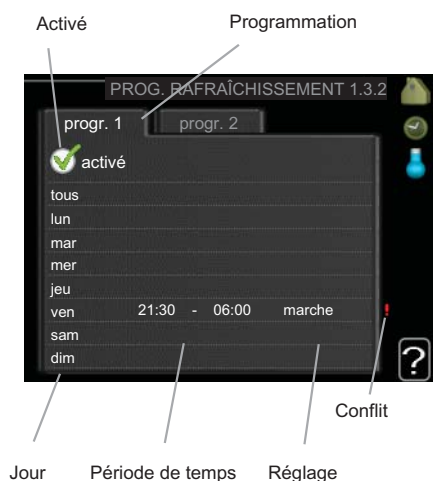 Activé
Programmation
PROG. RAFRAÎCHISSEMENT 1.3.2
progr. 1 progr. 2
activé
tous
lun
mar
mer
jeu
ven 21:30 - 06:00 marche !
sam
dim
?
Conflit
Jour Période de temps Réglage